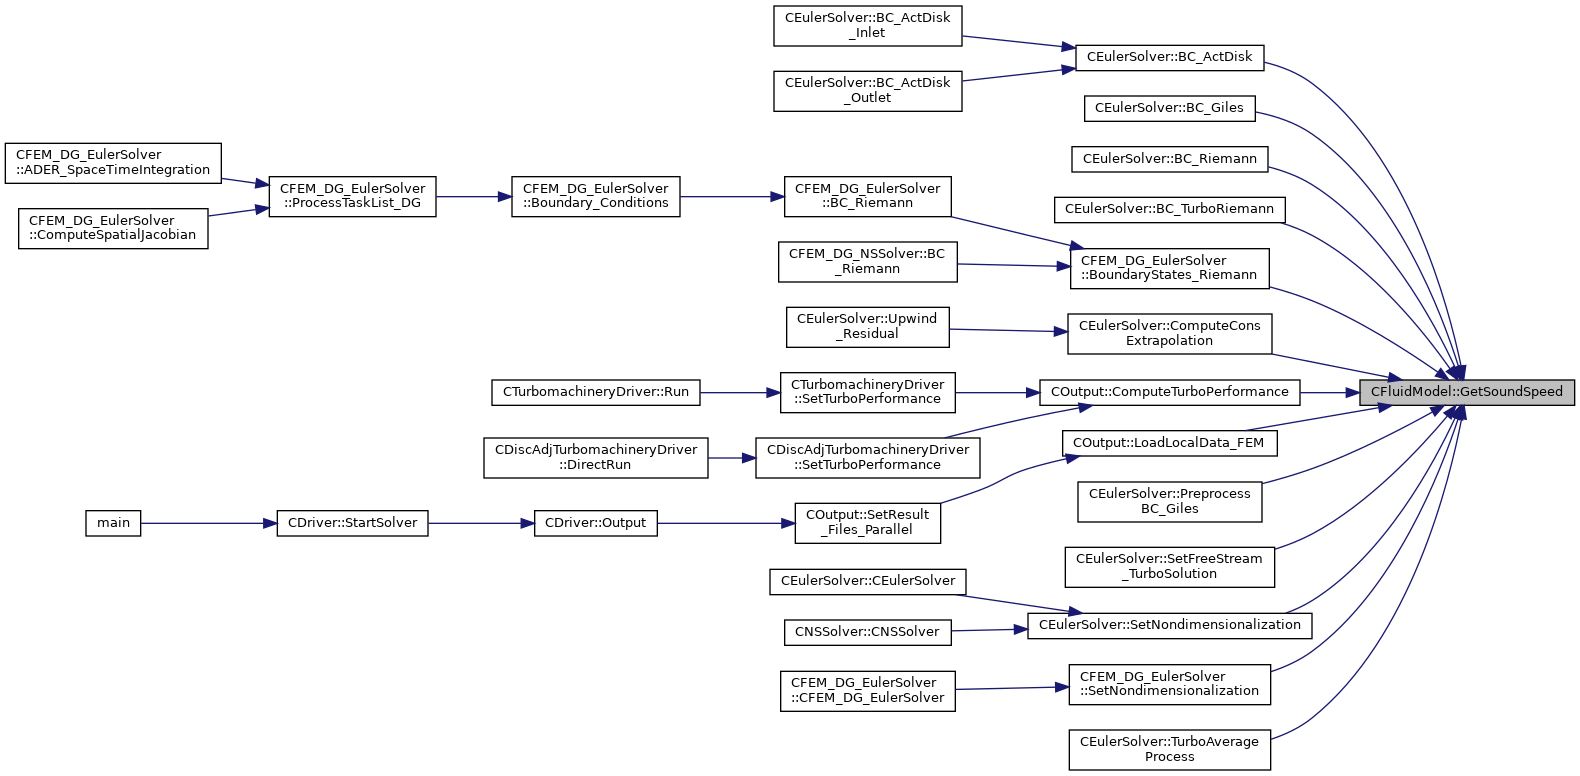 CEulerSolver::BC_ActDisk
_Inlet
CEulerSolver::BC_ActDisk
CEulerSolver::BC_ActDisk
_Outlet
CEulerSolver::BC_Giles
CFEM_DG_EulerSolver
::ADER_SpaceTimeIntegration
CEulerSolver::BC_Riemann
CFEM_DG_EulerSolver
::ProcessTaskList_DG
CFEM_DG_EulerSolver
::Boundary_Conditions
CFEM_DG_EulerSolver
::BC_Riemann
CEulerSolver::BC_TurboRiemann
CFEM_DG_EulerSolver
::ComputeSpatialJacobian
CFEM_DG_NSSolver::BC
_Riemann
CFEM_DG_EulerSolver
::BoundaryStates_Riemann
CEulerSolver::Upwind
_Residual
CEulerSolver::ComputeCons
Extrapolation
CTurbomachineryDriver::Run
CTurbomachineryDriver
::SetTurboPerformance
COutput::ComputeTurboPerformance
CFluidModel::GetSoundSpeed
CDiscAdjTurbomachineryDriver
::DirectRun
CDiscAdjTurbomachineryDriver
::SetTurboPerformance
COutput::LoadLocalData_FEM
CEulerSolver::Preprocess
BC_Giles
main
CDriver::StartSolver
CDriver::Output
COutput::SetResult
_Files_Parallel
CEulerSolver::SetFreeStream
_TurboSolution
CEulerSolver::CEulerSolver
CNSSolver::CNSSolver
CEulerSolver::SetNondimensionalization
CFEM_DG_EulerSolver
::CFEM_DG_EulerSolver
CFEM_DG_EulerSolver
::SetNondimensionalization
CEulerSolver::TurboAverage
Process